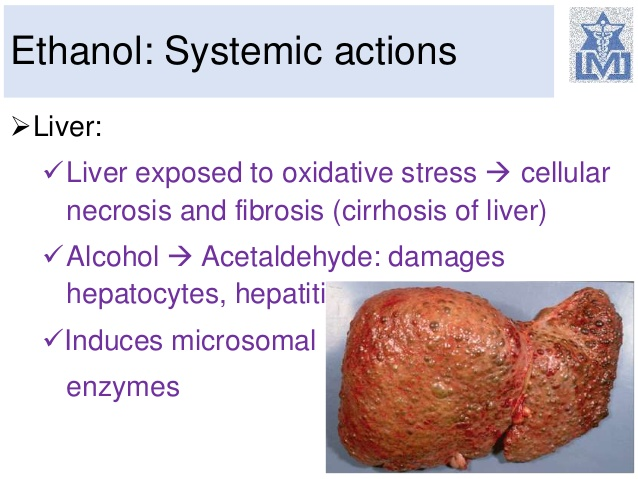 Ethanol: Systemic actions
➢Liver:
✓Liver exposed to oxidative stress → cellular
necrosis and fibrosis (cirrhosis of liver)
✓Alcohol → Acetaldehyde: damages
hepatocytes, hepatiti
✓Induces microsomal
enzymes